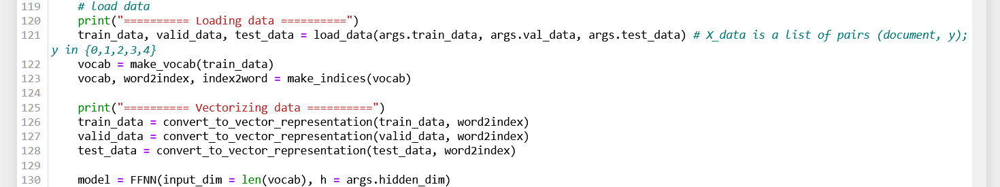 119 # load data
120 print("========== Loading data ==========")
121 train_data, valid_data, test_data = load_data(args.train_data, args.val_data, args.test_data) # X_data is a list of pairs (document, y);
y in {0,1,2,3,4}
122 vocab = make_vocab(train_data)
123 vocab, word2index, index2word = make_indices(vocab)
124
125 print("========== Vectorizing data ==========")
126 train_data = convert_to_vector_representation(train_data, word2index)
127 valid_data = convert_to_vector_representation(valid_data, word2index)
128 test_data = convert_to_vector_representation(test_data, word2index)
129
130 model = FFNN(input_dim = len(vocab), h = args.hidden_dim)